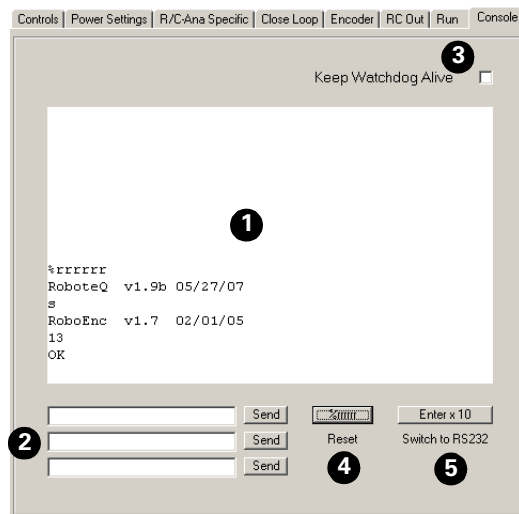 Controls Power Settings R/C-Ana Specific Close Loop Encoder RC Out Run Console
3
Keep Watchdog Alive
1
%rrrrrr
RoboteQ v1.9b 05/27/07
s
RoboEnc v1.7 02/01/05
13
OK
Send %rrrrrr Enter x 10
2 Send Reset Switch to RS232
Send 4 5